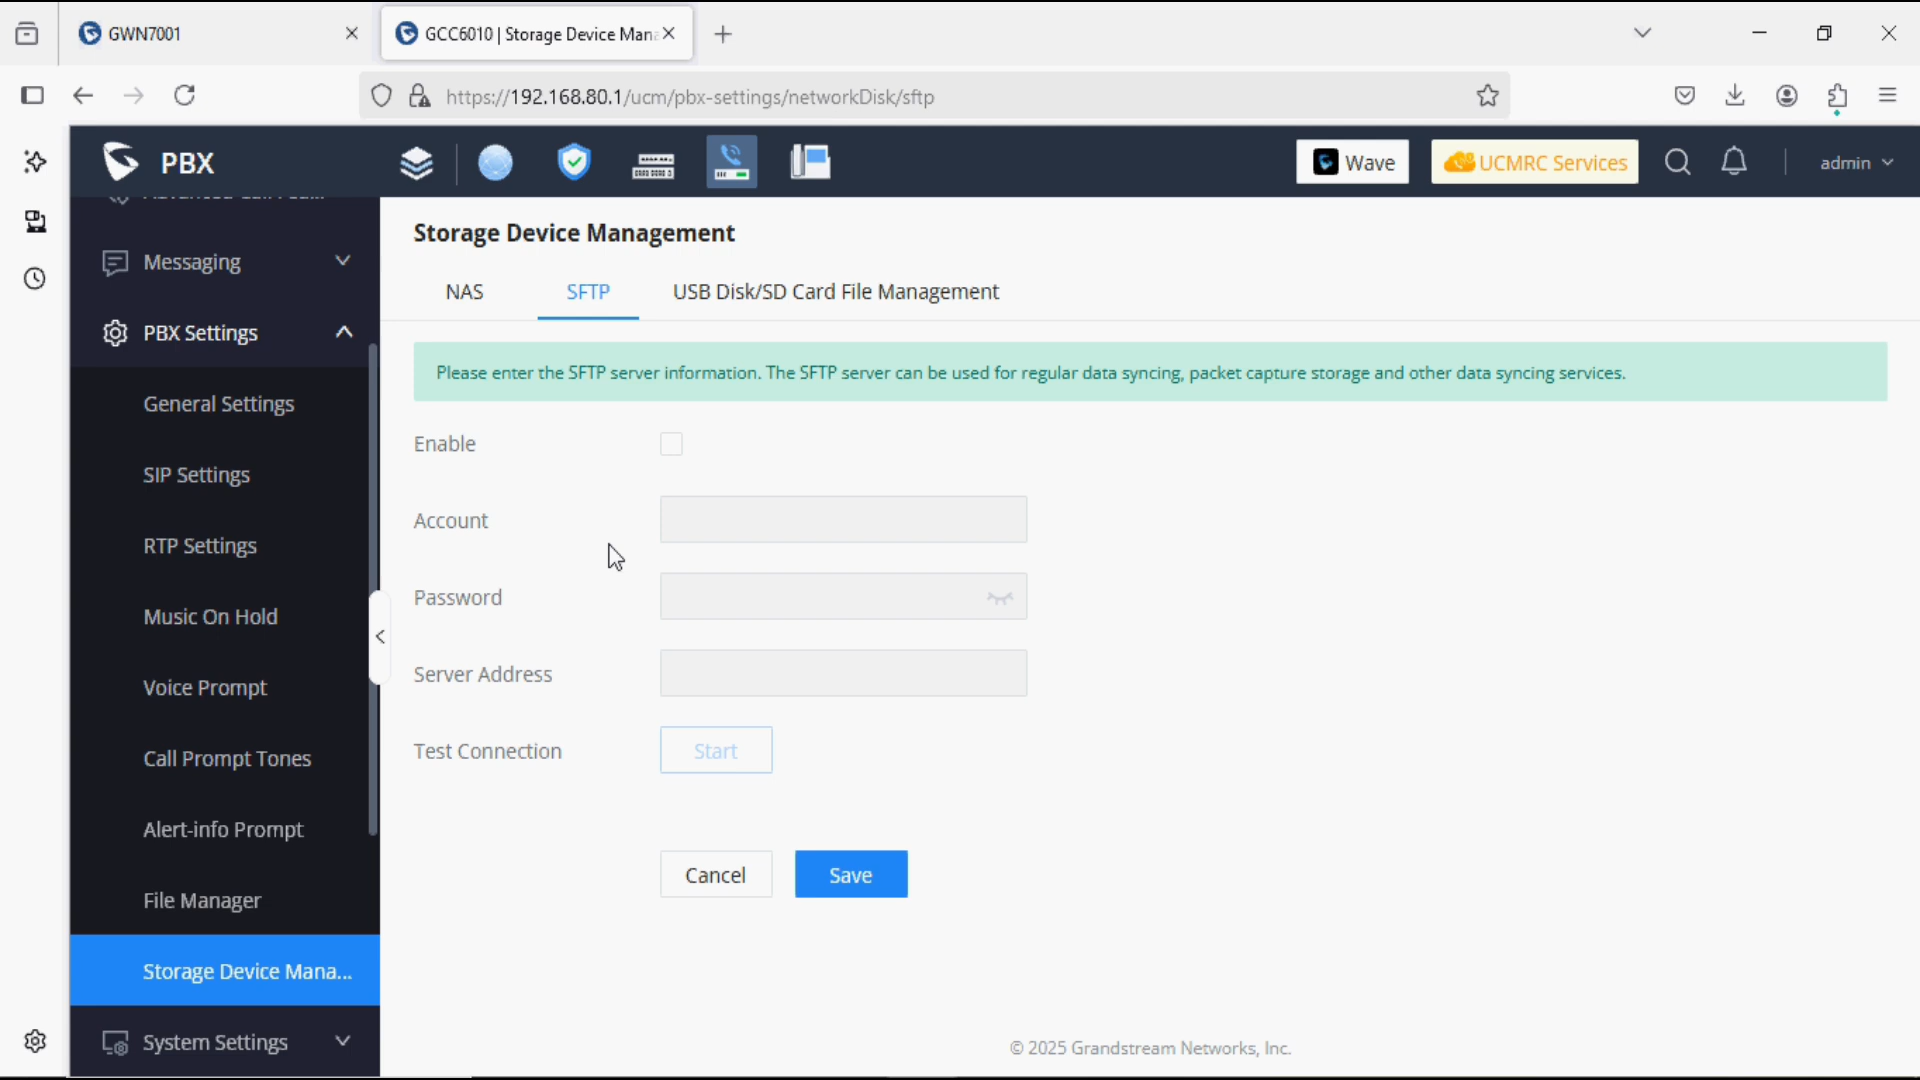 GWN7001
GCC6010 | Storage Device Mana
https://192.168.80.1/ucm/pbx-settings/networkDisk/sftp
PBX
Wave
UCMRC Services
admin
Messaging
PBX Settings
General Settings
SIP Settings
RTP Settings
Music On Hold
Voice Prompt
Call Prompt Tones
Alert-info Prompt
File Manager
Storage Device Mana...
System Settings
Storage Device Management
NAS
SFTP
USB Disk/SD Card File Management
Please enter the SFTP server information. The SFTP server can be used for regular data syncing, packet capture storage and other data syncing services.
Enable
Account
Password
Server Address
Test Connection
Start
Cancel
Save
© 2025 Grandstream Networks, Inc.